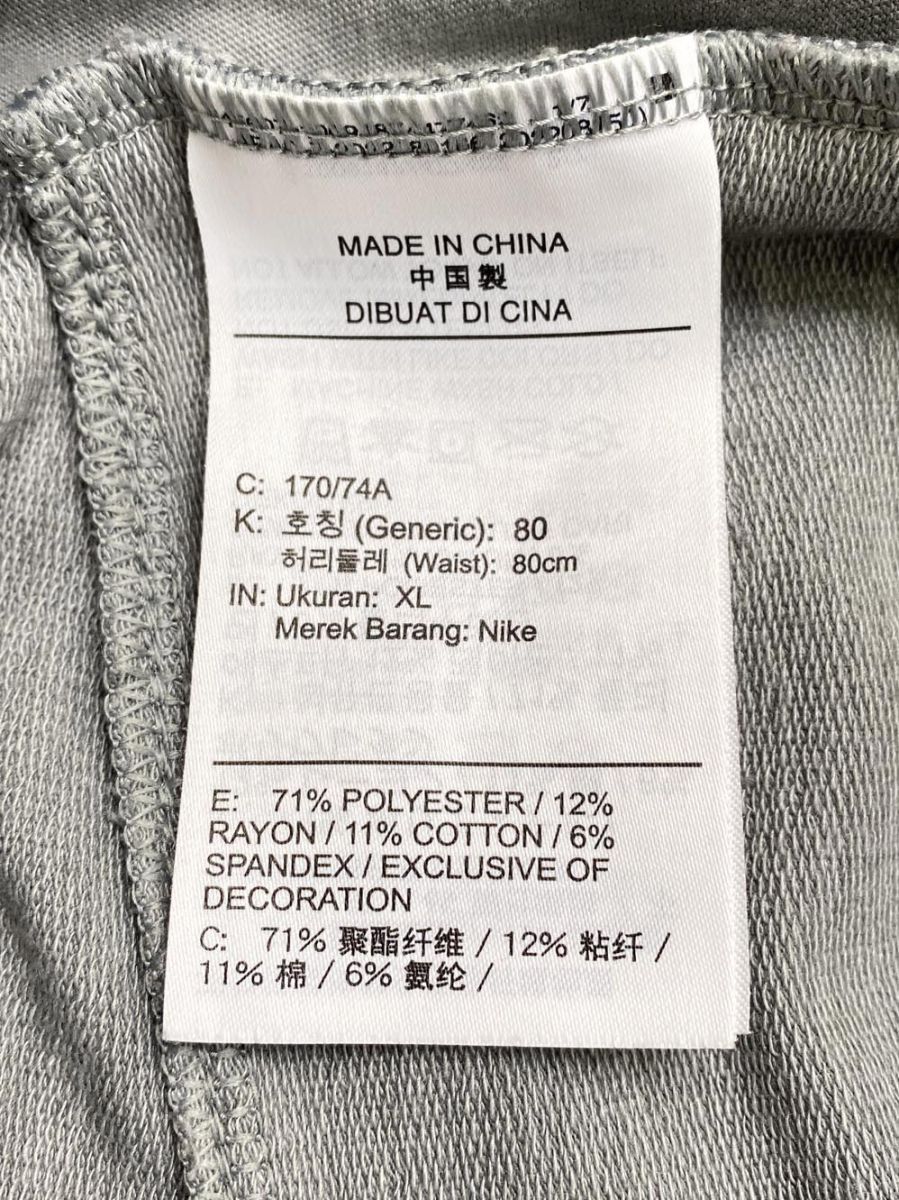 MADE IN CHINA
中国製
DIBUAT DI CINA
C: 170/74A
K: 호칭 (Generic): 80
허리둘레 (Waist): 80cm
IN: Ukuran: XL
Merek Barang: Nike
E: 71% POLYESTER / 12%
RAYON / 11% COTTON / 6%
SPANDEX / EXCLUSIVE OF
DECORATION
C: 71% 聚酯纤维 / 12% 粘纤 /
11% 棉 / 6% 氨纶 /